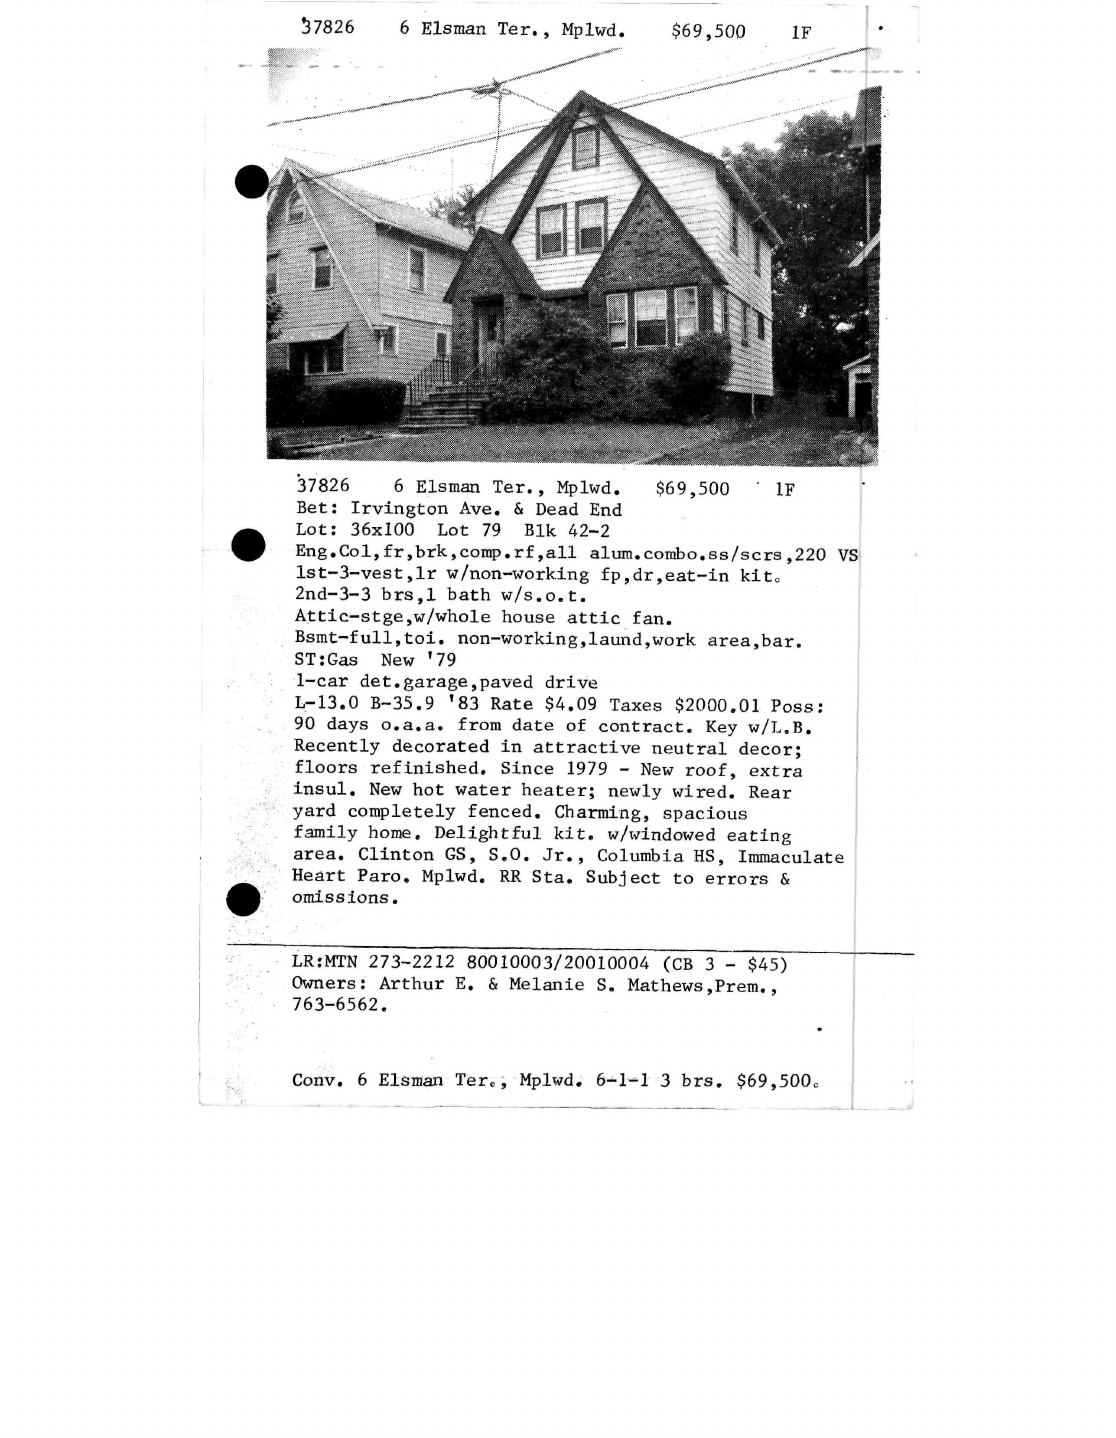 37826 6 Elsman Ter., Mplwd. $69,500 1F
37826 6 Elsman Ter., Mplwd. $69,500 1F
Bet: Irvington Ave. & Dead End
Lot: 36x100 Lot 79 Blk 42-2
Eng.Col,fr,brk,comp.rf,all alum.combo.ss/scrs,220 VS
1st-3-vest,lr w/non-working fp,dr,eat-in kit.
2nd-3-3 brs,1 bath w/s.o.t.
Attic-stge,w/whole house attic fan.
Bsmt-full,toi. non-working,laund,work area,bar.
ST:Gas New '79
1-car det.garage,paved drive
L-13.0 B-35.9 '83 Rate $4.09 Taxes $2000.01 Poss:
90 days o.a.a. from date of contract. Key w/L.B.
Recently decorated in attractive neutral decor;
floors refinished. Since 1979 - New roof, extra
insul. New hot water heater; newly wired. Rear
yard completely fenced. Charming, spacious
family home. Delightful kit. w/windowed eating
area. Clinton GS, S.O. Jr., Columbia HS, Immaculate
Heart Paro. Mplwd. RR Sta. Subject to errors &
omissions.
LR:MTN 273-2212 80010003/20010004 (CB 3 - $45)
Owners: Arthur E. & Melanie S. Mathews,Prem.,
763-6562.
Conv. 6 Elsman Ter., Mplwd. 6-1-1 3 brs. $69,500.